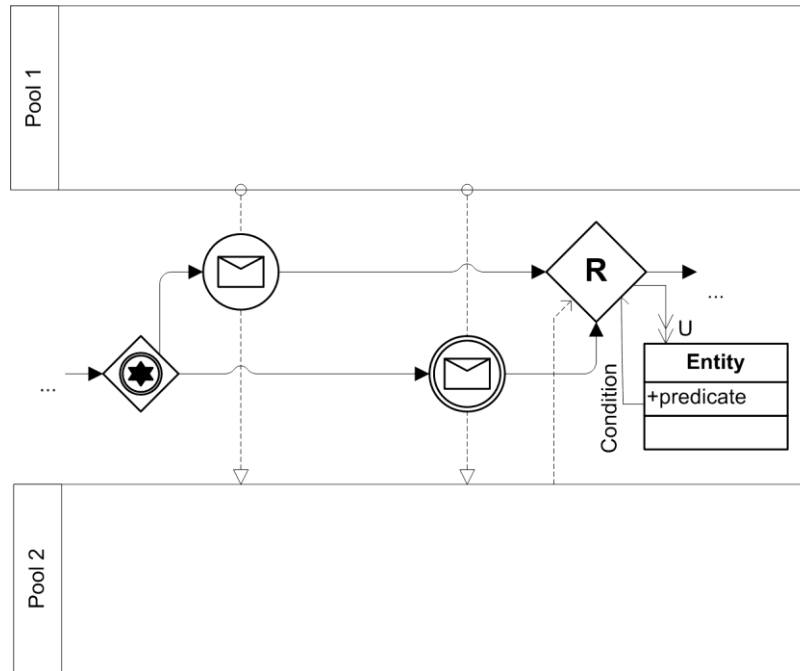 Pool 1
R
...
...
U
Entity
+predicate
Condition
Pool 2